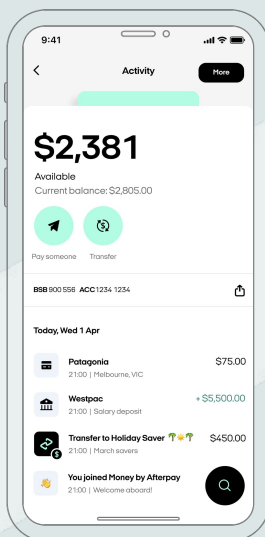 9:41
Activity
More
$2,381
Available
Current balance: $2,805.00
Pay someone Transfer
BSB 900 556 ACC 1234 1234
Today, Wed 1 Apr
Patagonia $75.00
21:00 | Melbourne, VIC
Westpac + $5,500.00
21:00 | Salary deposit
Transfer to Holiday Saver 🌴☀️🌴 $450.00
21:00 | March savers
You joined Money by Afterpay
21:00 | Welcome aboard!